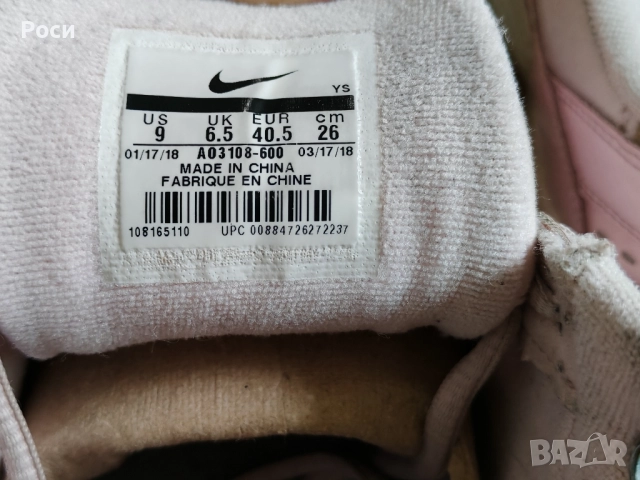 Роси
YS
US UK EUR cm
9 6.5 40.5 26
01/17/18 AO3108-600 03/17/18
MADE IN CHINA
FABRIQUE EN CHINE
108165110 UPC 00884726272237
BAZAR